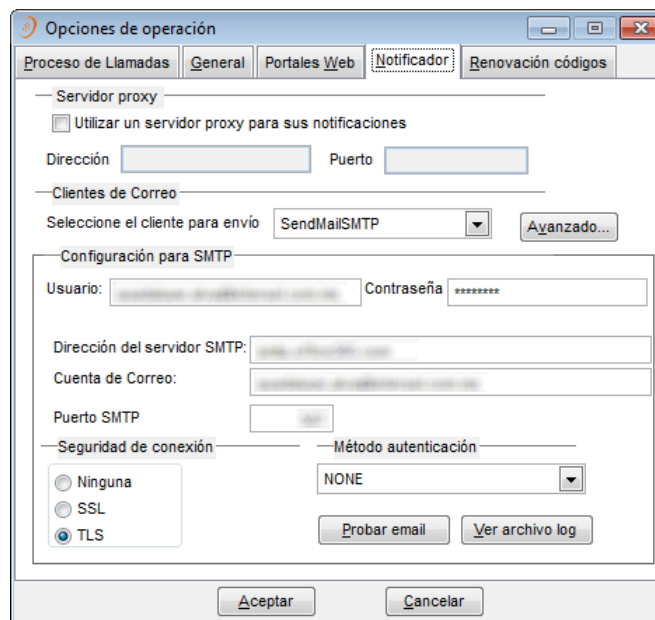 Opciones de operación
Proceso de Llamadas General Portales Web Notificador Renovación códigos
Servidor proxy
Utilizar un servidor proxy para sus notificaciones
Dirección Puerto
Clientes de Correo
Seleccione el cliente para envío SendMailSMTP Avanzado...
Configuración para SMTP
Usuario: Contraseña ********
Dirección del servidor SMTP:
Cuenta de Correo:
Puerto SMTP
Seguridad de conexión Método autenticación
Ninguna NONE
SSL
TLS Probar email Ver archivo log
Aceptar Cancelar